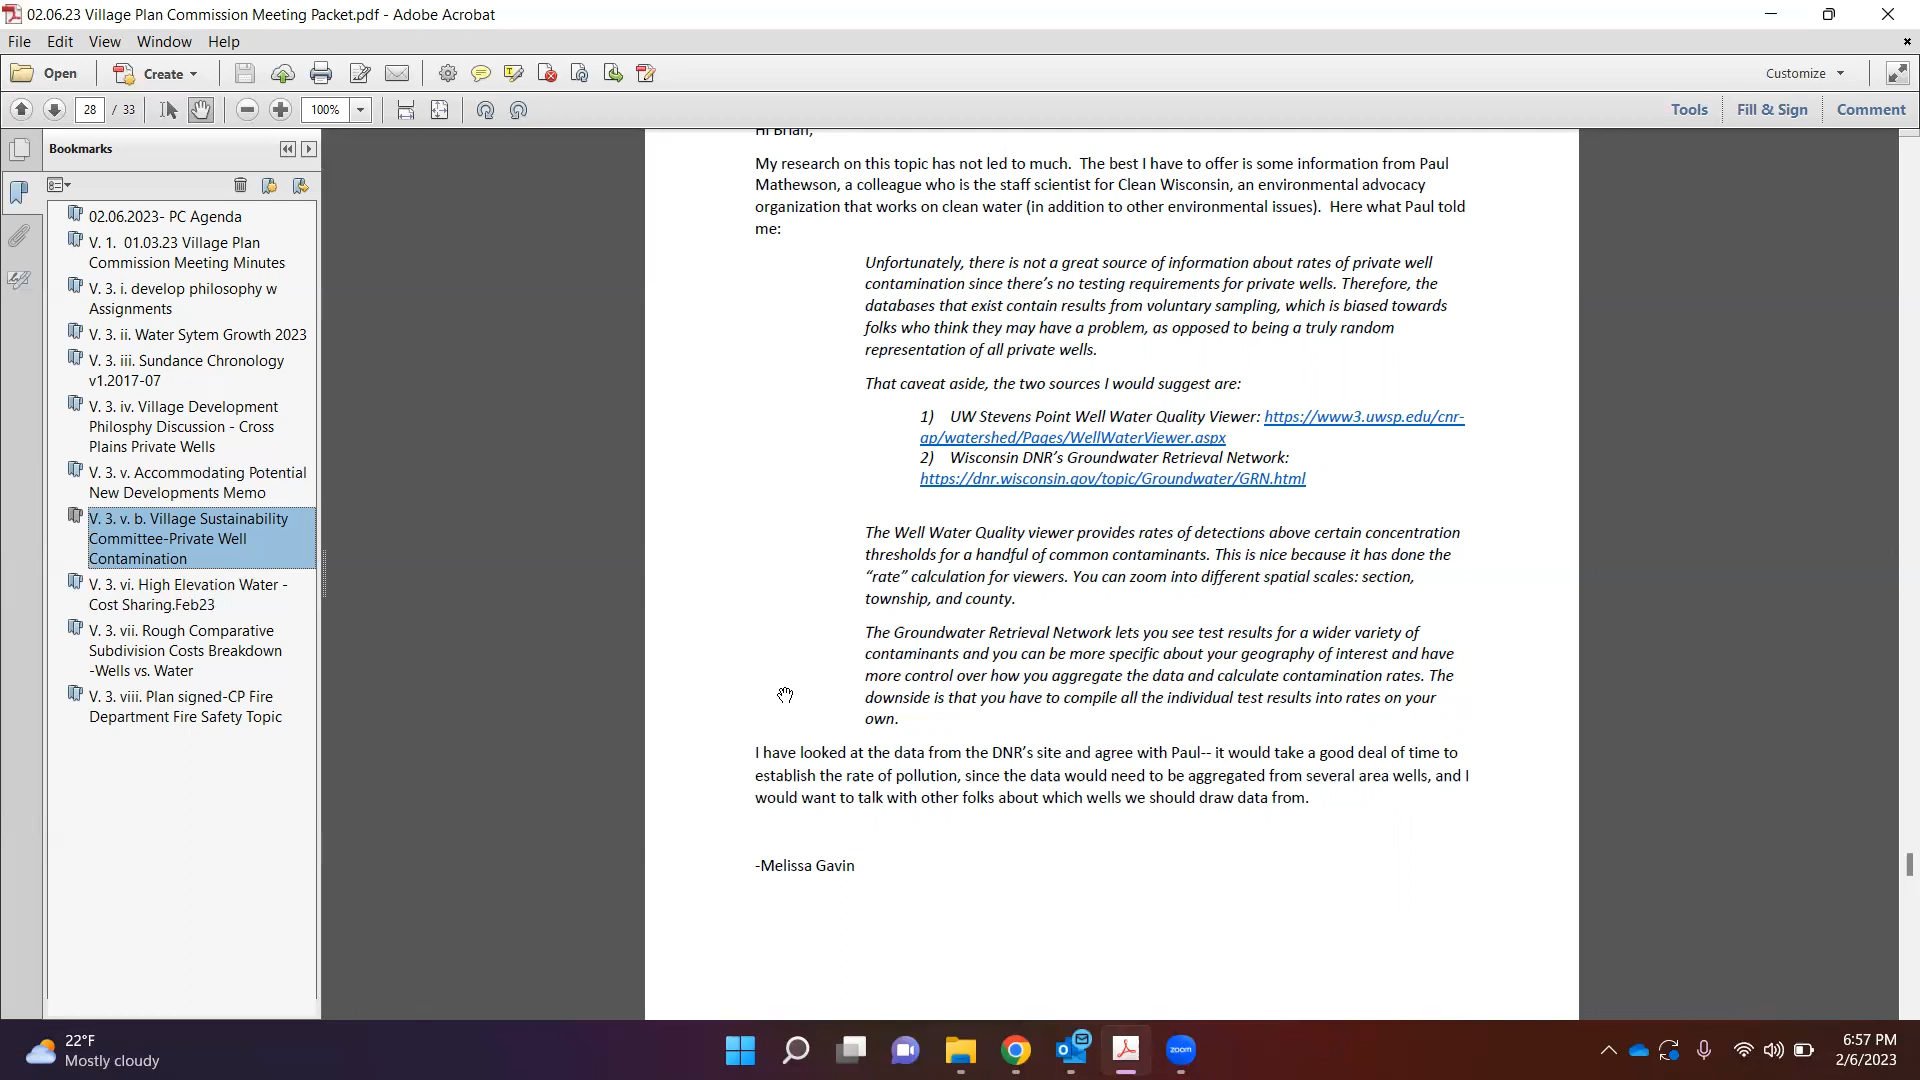 02.06.23 Village Plan Commission Meeting Packet.pdf - Adobe Acrobat
File Edit View Window Help
Open Create Customize
28 / 33 100% Tools Fill & Sign Comment
Bookmarks
02.06.2023- PC Agenda
V. 1.  01.03.23 Village Plan
Commission Meeting Minutes
V. 3. i. develop philosophy w
Assignments
V. 3. ii. Water Sytem Growth 2023
V. 3. iii. Sundance Chronology
v1.2017-07
V. 3. iv. Village Development
Philosphy Discussion - Cross
Plains Private Wells
V. 3. v. Accommodating Potential
New Developments Memo
V. 3. v. b. Village Sustainability
Committee-Private Well
Contamination
V. 3. vi. High Elevation Water -
Cost Sharing.Feb23
V. 3. vii. Rough Comparative
Subdivision Costs Breakdown
-Wells vs. Water
V. 3. viii. Plan signed-CP Fire
Department Fire Safety Topic
Hi Brian,
My research on this topic has not led to much.  The best I have to offer is some information from Paul
Mathewson, a colleague who is the staff scientist for Clean Wisconsin, an environmental advocacy
organization that works on clean water (in addition to other environmental issues).  Here what Paul told
me:
Unfortunately, there is not a great source of information about rates of private well
contamination since there’s no testing requirements for private wells. Therefore, the
databases that exist contain results from voluntary sampling, which is biased towards
folks who think they may have a problem, as opposed to being a truly random
representation of all private wells.
That caveat aside, the two sources I would suggest are:
1) UW Stevens Point Well Water Quality Viewer: https://www3.uwsp.edu/cnr-
ap/watershed/Pages/WellWaterViewer.aspx
2) Wisconsin DNR’s Groundwater Retrieval Network:
https://dnr.wisconsin.gov/topic/Groundwater/GRN.html
The Well Water Quality viewer provides rates of detections above certain concentration
thresholds for a handful of common contaminants. This is nice because it has done the
“rate” calculation for viewers. You can zoom into different spatial scales: section,
township, and county.
The Groundwater Retrieval Network lets you see test results for a wider variety of
contaminants and you can be more specific about your geography of interest and have
more control over how you aggregate the data and calculate contamination rates. The
downside is that you have to compile all the individual test results into rates on your
own.
I have looked at the data from the DNR’s site and agree with Paul-- it would take a good deal of time to
establish the rate of pollution, since the data would need to be aggregated from several area wells, and I
would want to talk with other folks about which wells we should draw data from.
-Melissa Gavin
22°F
Mostly cloudy
zoom
6:57 PM
2/6/2023